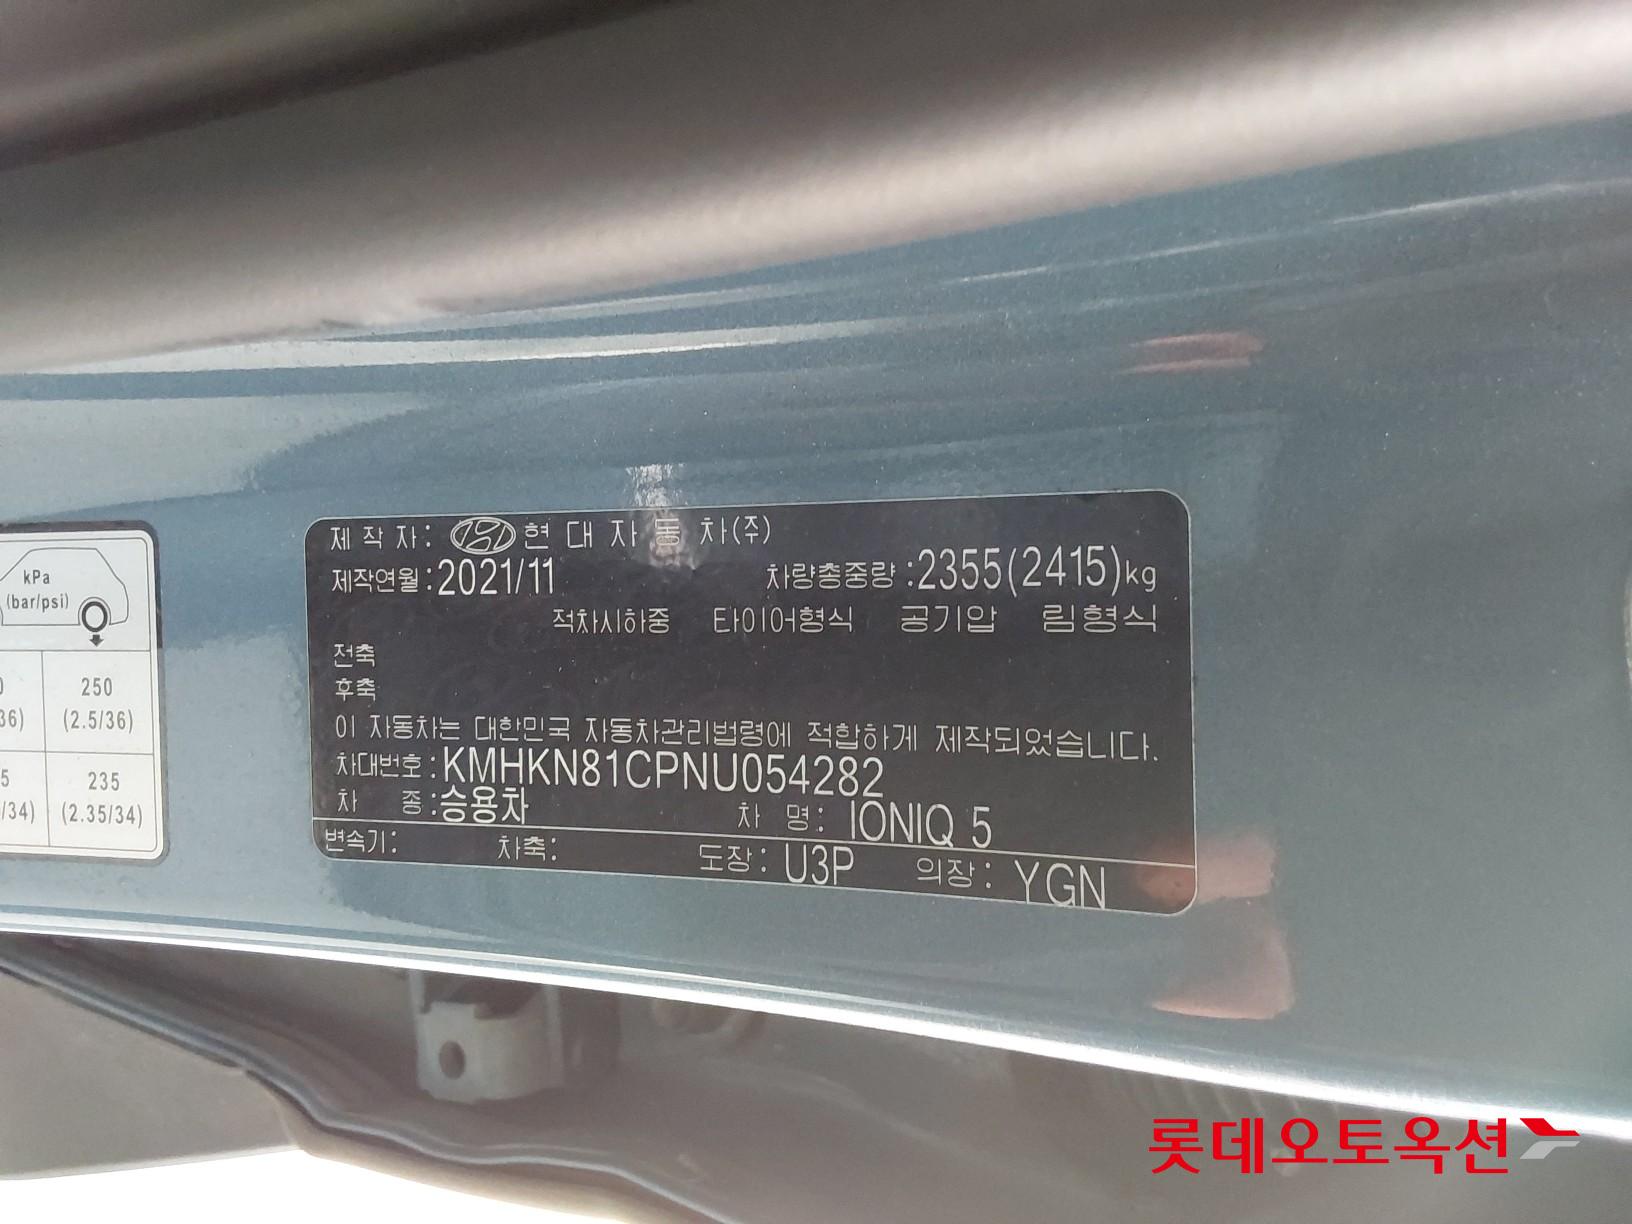 kPa
(bar/psi)
250
36)
(2.5/36)
235
/34)
(2.35/34)
제 작 자: 현 대 자 동 차(주)
제작연월:2021/11 차량총중량:2355(2415)kg
적차시하중 타이어형식 공기압 림형식
전축
후축
이 자동차는 대한민국 자동차관리법령에 적합하게 제작되었습니다.
차대번호:KMHKN81CPNU054282
차 종:승용차 차 명: IONIQ 5
변속기: 차축: 도장: U3P 의장: YGN
롯데오토옥션